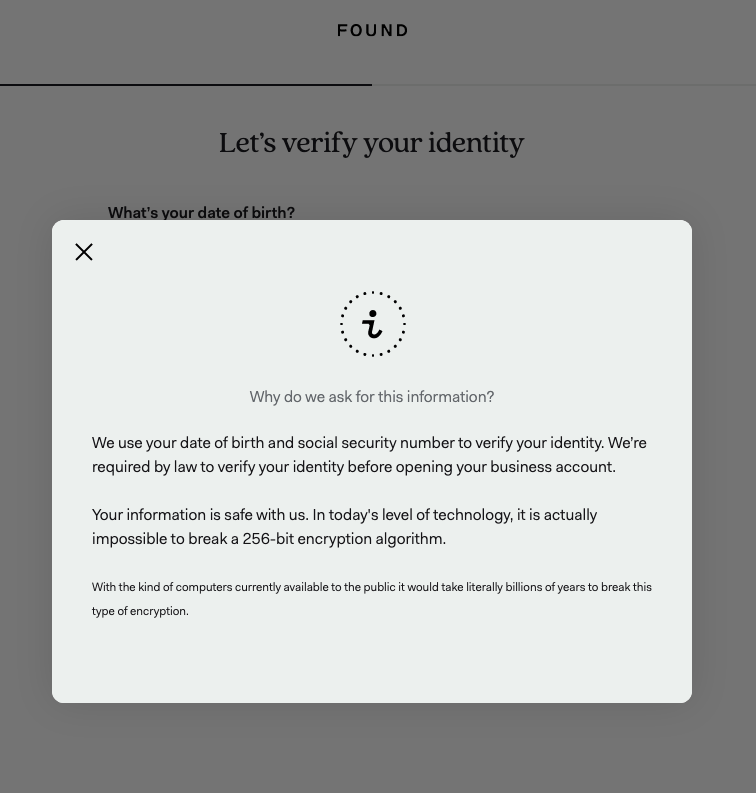 FOUND
Let’s verify your identity
What’s your date of birth?
Why do we ask for this information?
We use your date of birth and social security number to verify your identity. We’re
required by law to verify your identity before opening your business account.
Your information is safe with us. In today's level of technology, it is actually
impossible to break a 256-bit encryption algorithm.
With the kind of computers currently available to the public it would take literally billions of years to break this
type of encryption.